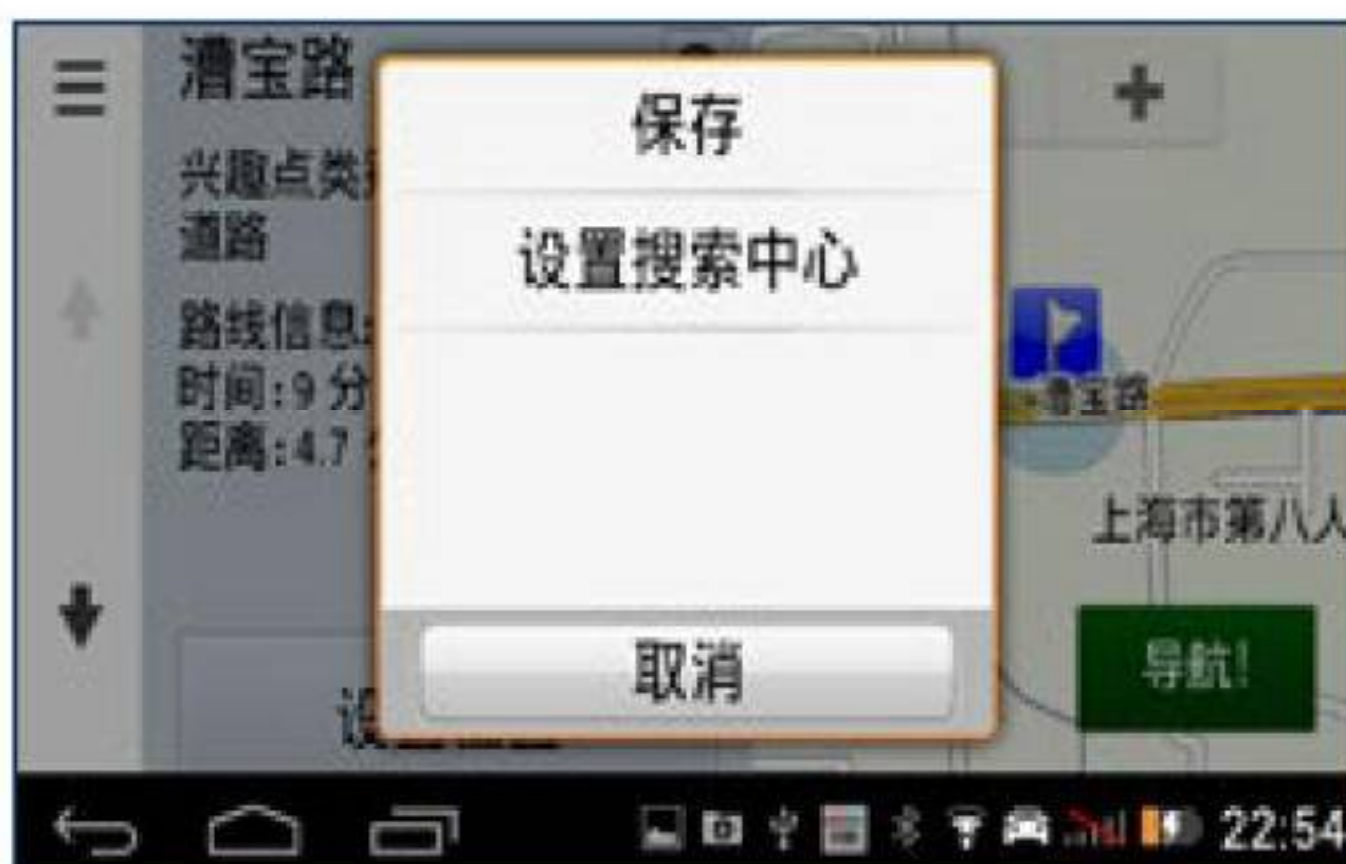 漕宝路
兴趣点类
道路
路线信息:
时间:9 分
距离:4.7
保存
设置搜索中心
取消
漕宝路
上海市第八人
导航!
22:54